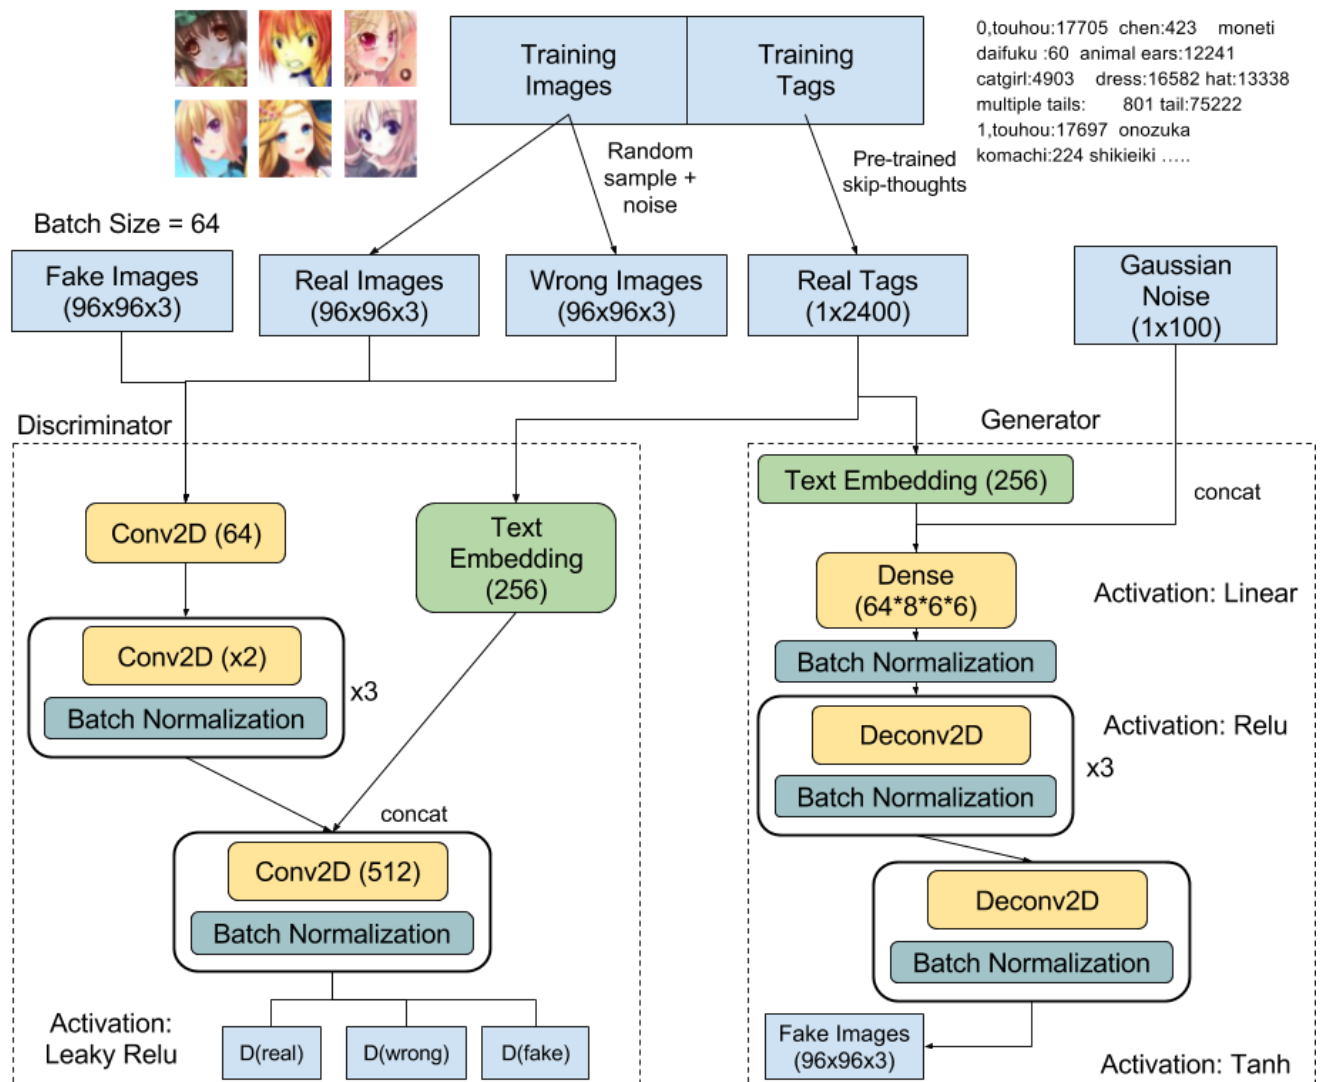 Training
Images
Training
Tags
0,touhou:17705 chen:423 moneti
daifuku :60 animal ears:12241
catgirl:4903 dress:16582 hat:13338
multiple tails: 801 tail:75222
1,touhou:17697 onozuka
komachi:224 shikieiki …..
Random
sample +
noise
Pre-trained
skip-thoughts
Batch Size = 64
Fake Images
(96x96x3)
Real Images
(96x96x3)
Wrong Images
(96x96x3)
Real Tags
(1x2400)
Gaussian
Noise
(1x100)
Discriminator
Generator
Conv2D (64)
Text
Embedding
(256)
Conv2D (x2)
Batch Normalization
x3
concat
Conv2D (512)
Batch Normalization
Activation:
Leaky Relu
D(real)
D(wrong)
D(fake)
Text Embedding (256)
concat
Dense
(64*8*6*6)
Activation: Linear
Batch Normalization
Deconv2D
Activation: Relu
Batch Normalization
x3
Deconv2D
Batch Normalization
Fake Images
(96x96x3)
Activation: Tanh